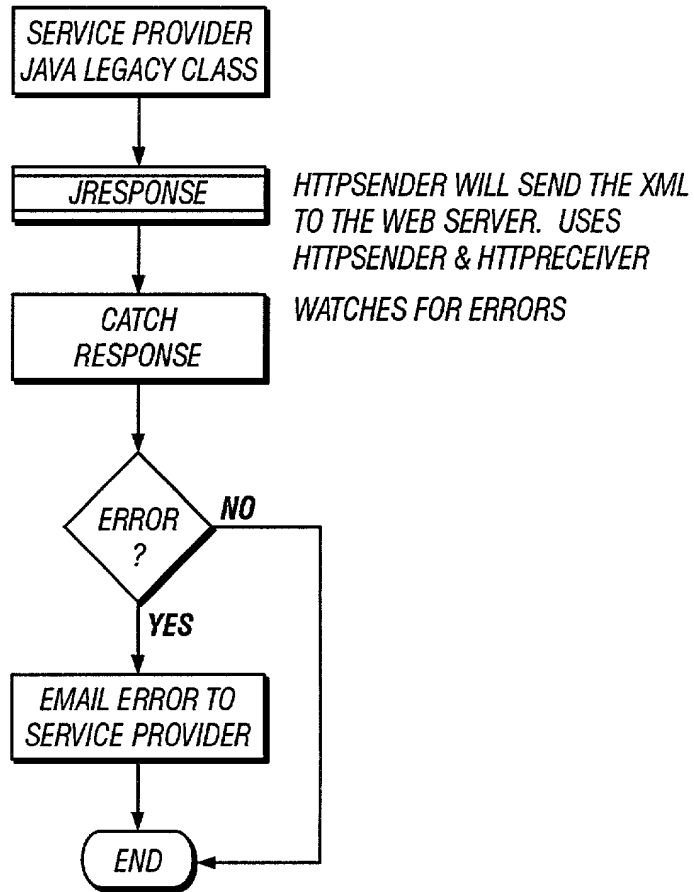 SERVICE PROVIDER
JAVA LEGACY CLASS
JRESPONSE
HTTPSENDER WILL SEND THE XML
TO THE WEB SERVER. USES
HTTPSENDER & HTTPRECEIVER
CATCH
RESPONSE
WATCHES FOR ERRORS
ERROR
?
NO
YES
EMAIL ERROR TO
SERVICE PROVIDER
END